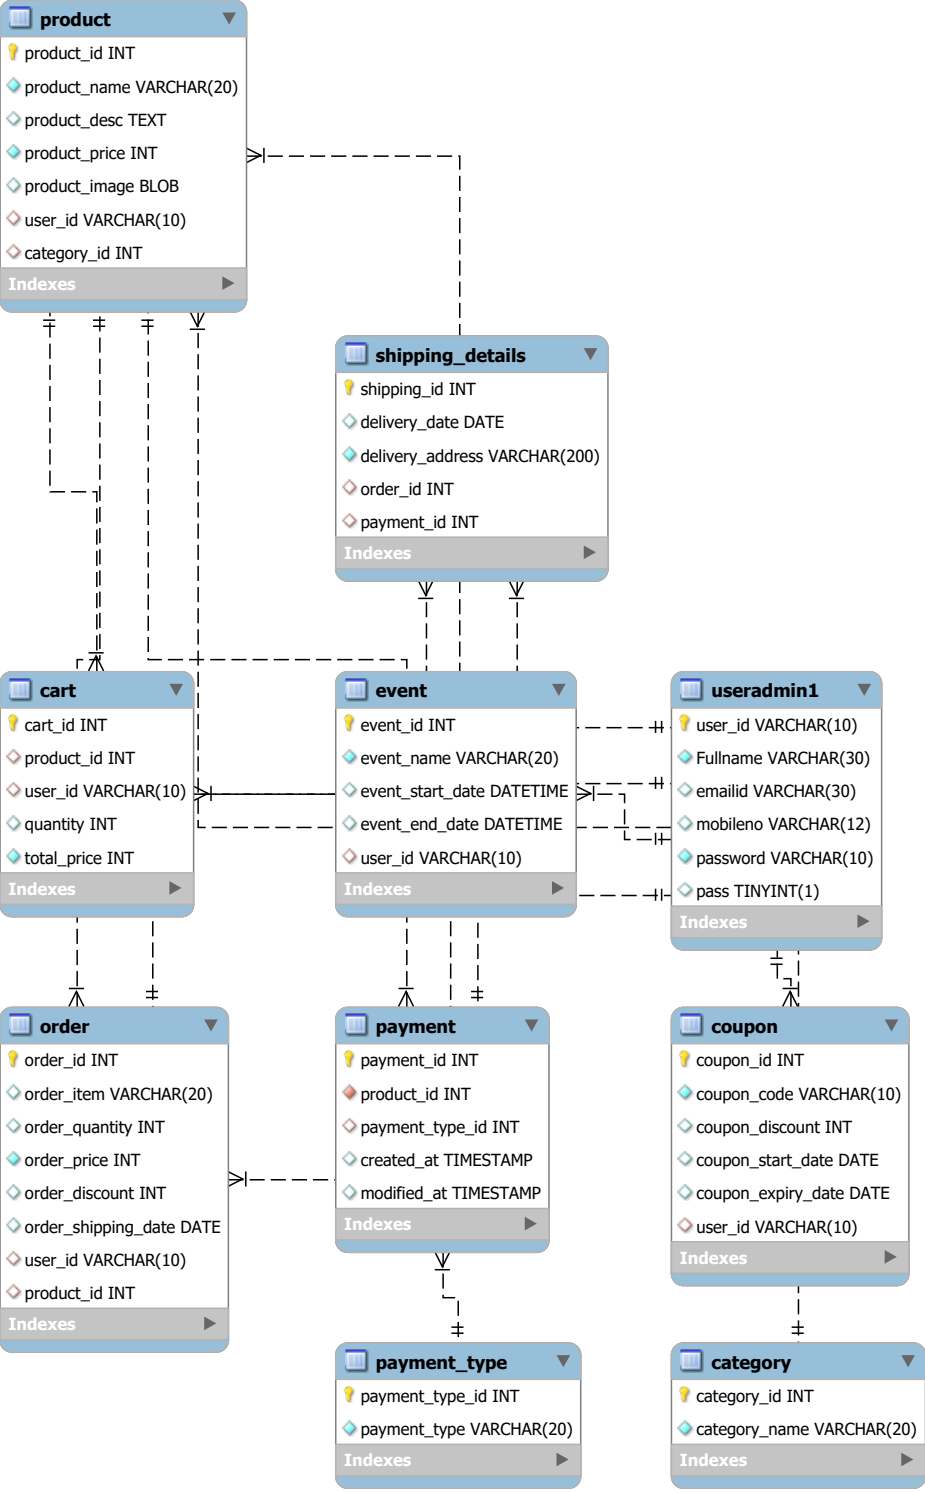 product
product_id INT
product_name VARCHAR(20)
product_desc TEXT
product_price INT
product_image BLOB
user_id VARCHAR(10)
category_id INT
Indexes
shipping_details
shipping_id INT
delivery_date DATE
delivery_address VARCHAR(200)
order_id INT
payment_id INT
Indexes
cart
cart_id INT
product_id INT
user_id VARCHAR(10)
quantity INT
total_price INT
Indexes
event
event_id INT
event_name VARCHAR(20)
event_start_date DATETIME
event_end_date DATETIME
user_id VARCHAR(10)
Indexes
useradmin1
user_id VARCHAR(10)
Fullname VARCHAR(30)
emailid VARCHAR(30)
mobileno VARCHAR(12)
password VARCHAR(10)
pass TINYINT(1)
Indexes
order
order_id INT
order_item VARCHAR(20)
order_quantity INT
order_price INT
order_discount INT
order_shipping_date DATE
user_id VARCHAR(10)
product_id INT
Indexes
payment
payment_id INT
product_id INT
payment_type_id INT
created_at TIMESTAMP
modified_at TIMESTAMP
Indexes
coupon
coupon_id INT
coupon_code VARCHAR(10)
coupon_discount INT
coupon_start_date DATE
coupon_expiry_date DATE
user_id VARCHAR(10)
Indexes
payment_type
payment_type_id INT
payment_type VARCHAR(20)
Indexes
category
category_id INT
category_name VARCHAR(20)
Indexes